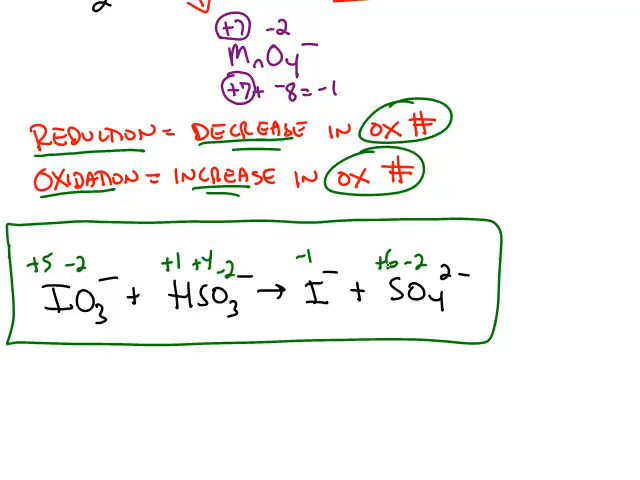 2
+7 -2
MnO4−
+7 + -8 = -1
REDUCTION = DECREASE IN OX #
OXIDATION = INCREASE IN OX #
+5 -2 +1 +4 -2 -1 +6 -2
IO3− + HSO3− → I− + SO4 2−